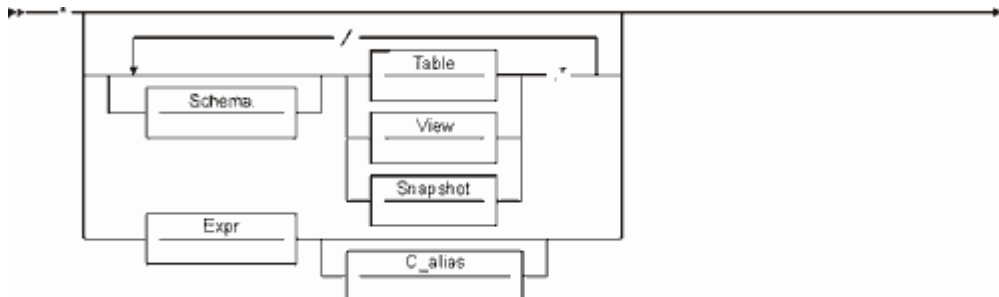 *
/
Table
.*
Schema.
View
Snapshot
Expr
C_alias